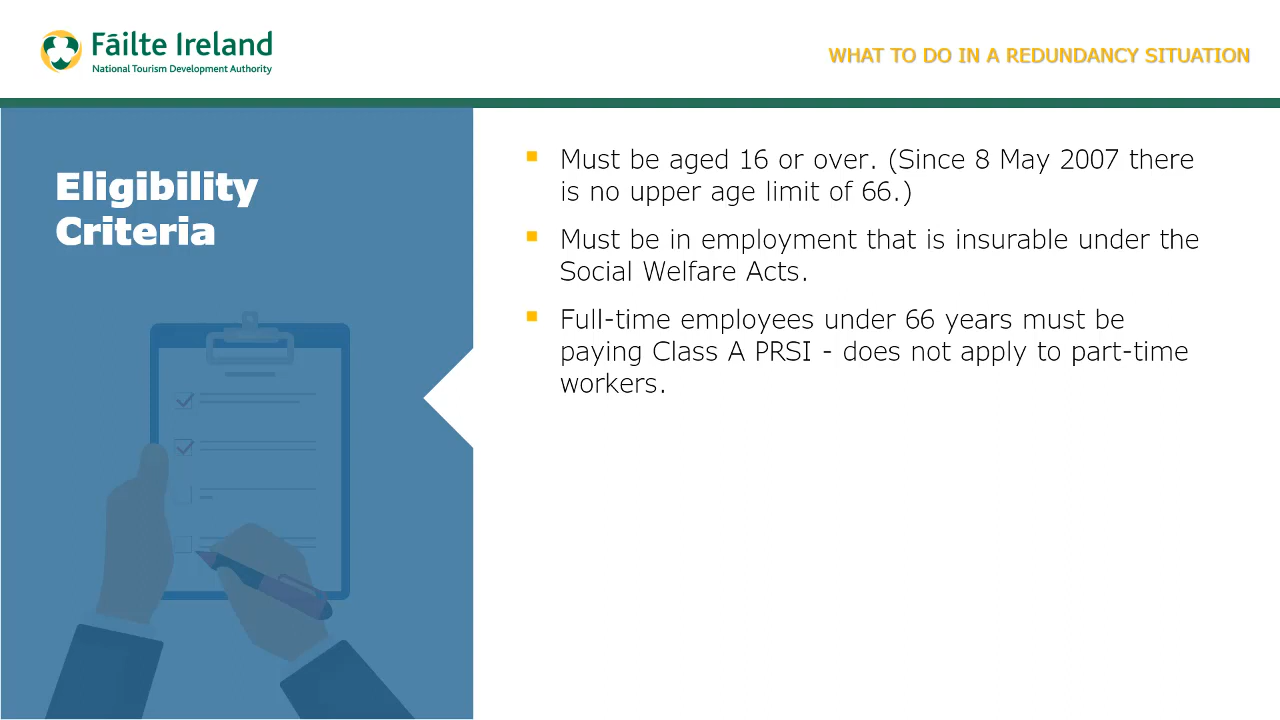 Fáilte Ireland
National Tourism Development Authority
WHAT TO DO IN A REDUNDANCY SITUATION
Eligibility
Criteria
Must be aged 16 or over. (Since 8 May 2007 there
is no upper age limit of 66.)
Must be in employment that is insurable under the
Social Welfare Acts.
Full-time employees under 66 years must be
paying Class A PRSI - does not apply to part-time
workers.